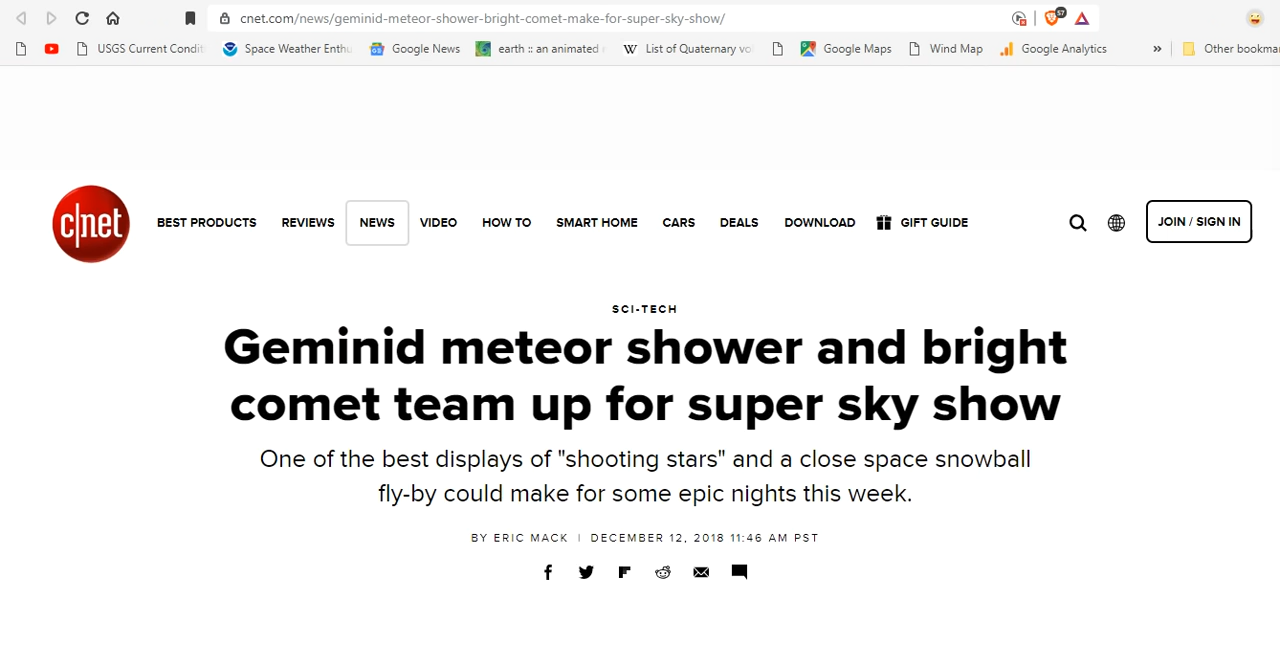 cnet.com/news/geminid-meteor-shower-bright-comet-make-for-super-sky-show/
57
USGS Current Condit
Space Weather Enthu
Google News
earth :: an animated
W
List of Quaternary vo
Google Maps
Wind Map
Google Analytics
»
Other bookma
c|net
BEST PRODUCTS
REVIEWS
NEWS
VIDEO
HOW TO
SMART HOME
CARS
DEALS
DOWNLOAD
GIFT GUIDE
JOIN / SIGN IN
SCI-TECH
Geminid meteor shower and bright
comet team up for super sky show
One of the best displays of "shooting stars" and a close space snowball
fly-by could make for some epic nights this week.
BY ERIC MACK | DECEMBER 12, 2018 11:46 AM PST